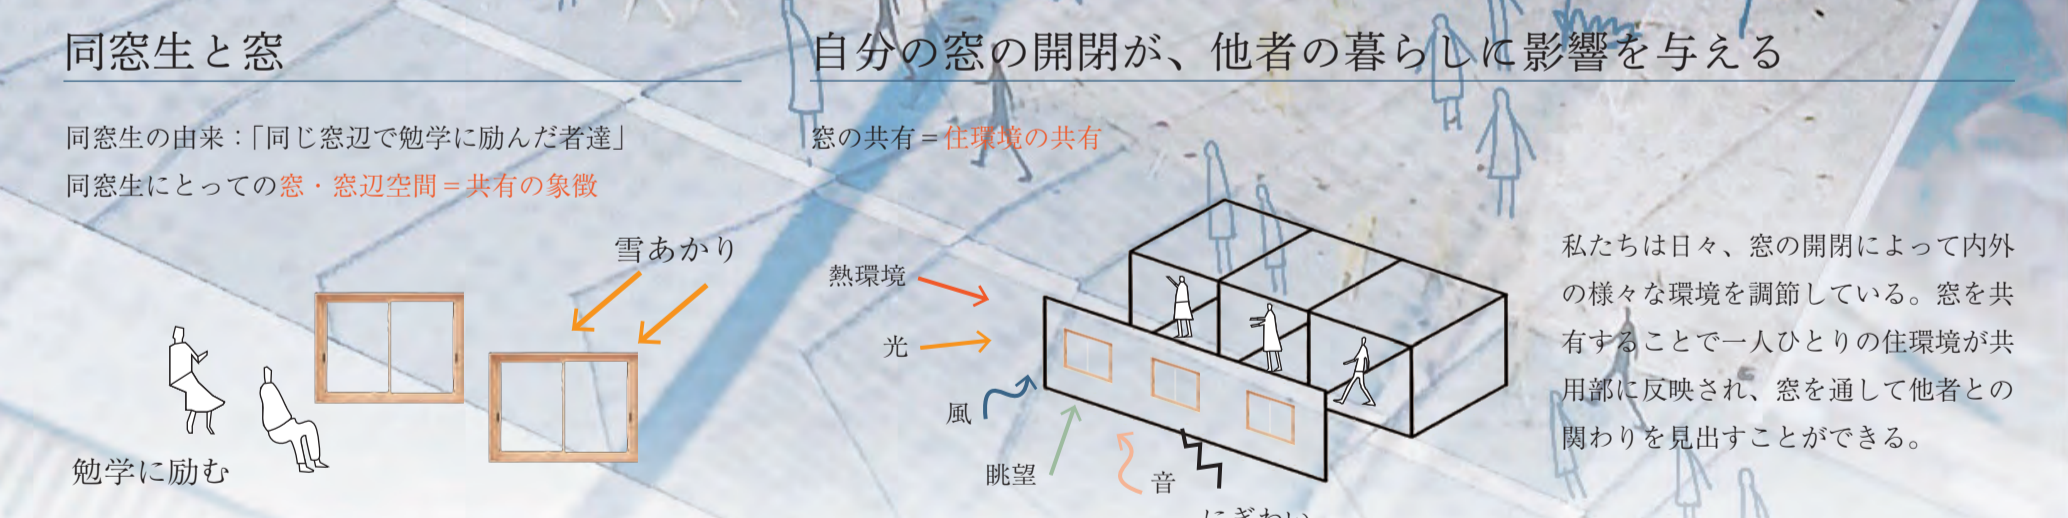 同窓生と窓
同窓生の由来：「同じ窓辺で勉学に励んだ者達」
同窓生にとっての窓・窓辺空間＝共有の象徴
雪あかり
勉学に励む
自分の窓の開閉が、他者の暮らしに影響を与える
窓の共有＝住環境の共有
熱環境
光
風
眺望
音
にぎわい
私たちは日々、窓の開閉によって内外
の様々な環境を調節している。窓を共
有することで一人ひとりの住環境が共
用部に反映され、窓を通して他者との
関わりを見出すことができる。